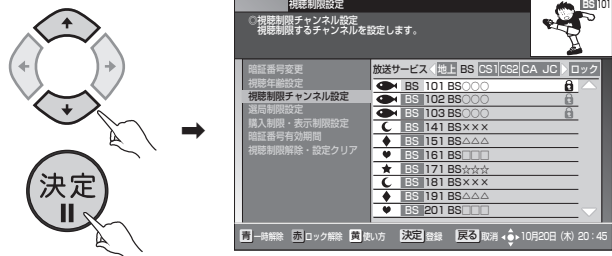 決定
視聴制限設定
BS 101
◎視聴制限チャンネル設定
視聴制限するチャンネルを設定します。
暗証番号変更
視聴年齢設定
視聴制限チャンネル設定
選局制限設定
購入制限・表示制限設定
暗証番号有効期間
視聴制限解除・設定クリア
放送サービス 地上 BS CS1 CS2 CA JC ロック
BS 101 BS○○○
BS 102 BS○○○
BS 103 BS○○○
BS 141 BS×××
BS 151 BS△△△
BS 161 BS□□□
BS 171 BS☆☆☆
BS 181 BS×××
BS 191 BS△△△
BS 201 BS□□□
青 一時解除 赤 ロック解除 黄 使い方 決定 登録 戻る 取消 10月20日 (木) 20:45